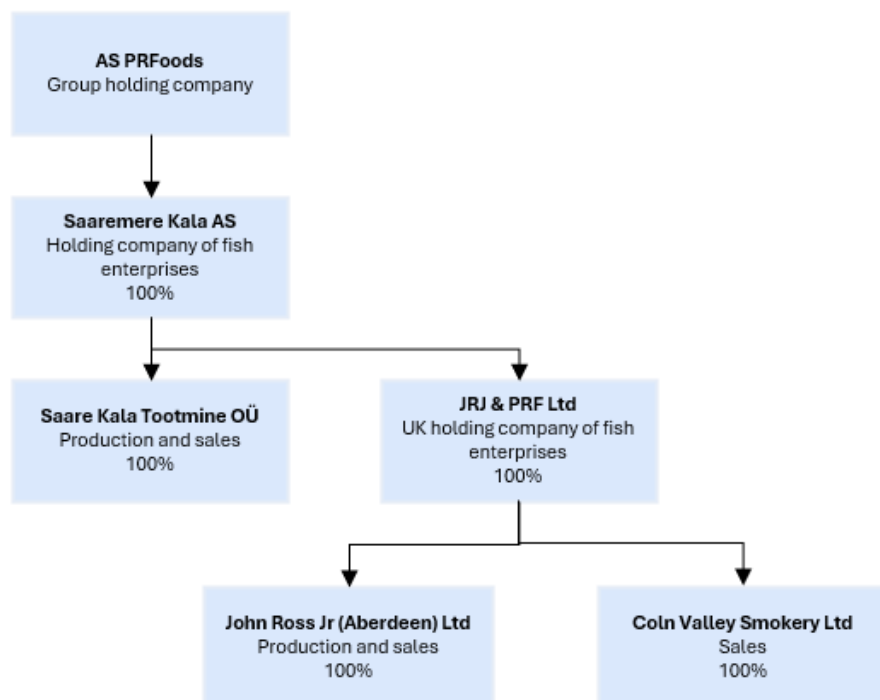 AS PRFoods
Group holding company
Saaremere Kala AS
Holding company of fish
enterprises
100%
Saare Kala Tootmine OÜ
Production and sales
100%
JRJ & PRF Ltd
UK holding company of fish
enterprises
100%
John Ross Jr (Aberdeen) Ltd
Production and sales
100%
Coln Valley Smokery Ltd
Sales
100%